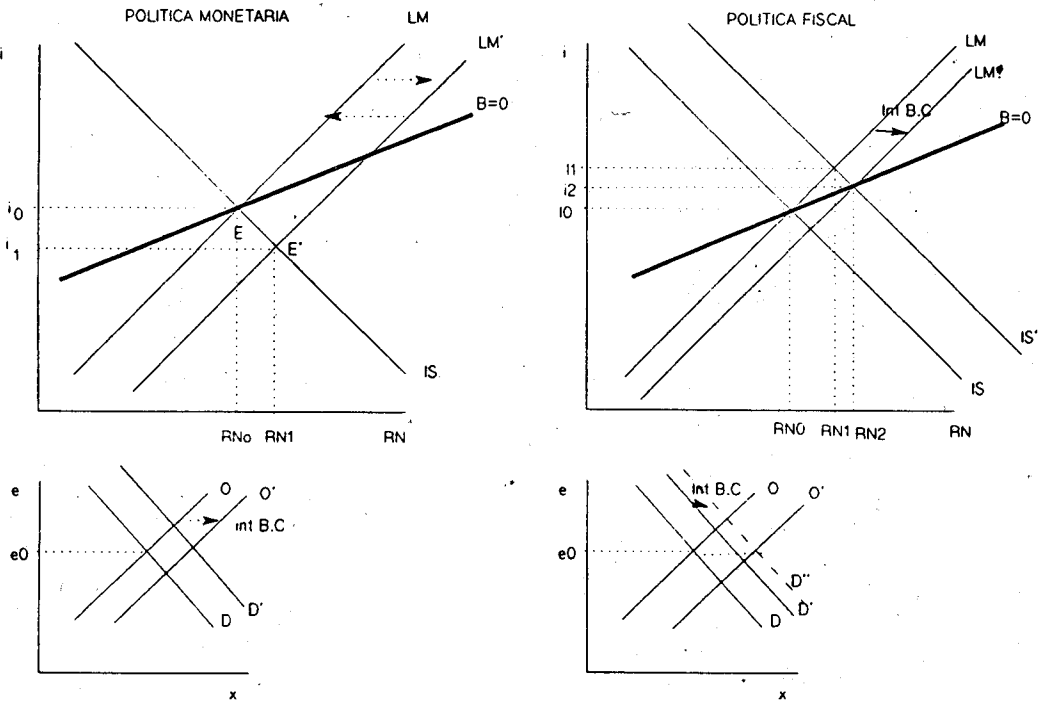 POLITICA MONETARIA
LM
LM'
i
B=0
i0
i1
E
E'
IS
RNo RN1 RN
e
O O'
int B.C
e0
D' 
D
x
POLITICA FISCAL
i
LM
LM'
Int B.C
B=0
I1
i2
I0
IS'
IS
RN0 RN1 RN2 RN
e
Int B.C
O O'
e0
D''
D D'
x